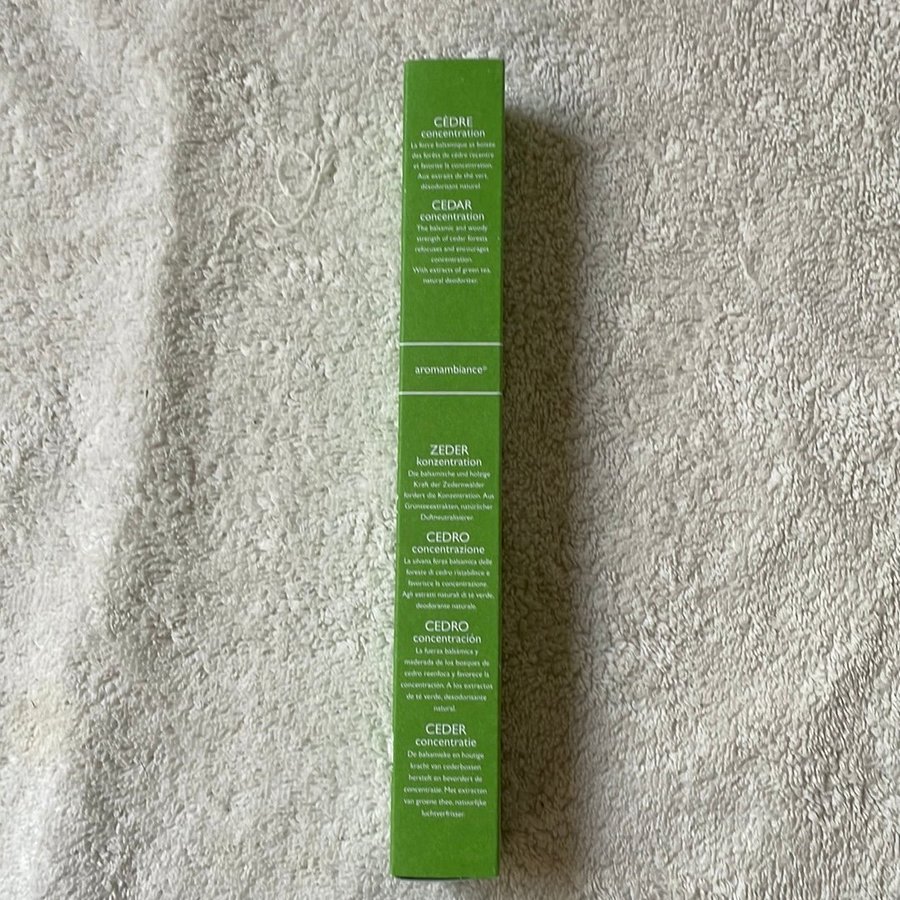 CÈDRE
concentration
La force balsamique et boisée
des forêts de cèdre recentre
et favorise la concentration.
Aux extraits de thé vert,
désodorisant naturel.
CEDAR
concentration
The balsamic and woody
strength of cedar forests
refocuses and encourages
concentration.
With extracts of green tea,
natural deodoriser.
aromambiance®
ZEDER
konzentration
Die balsamische und holzige
Kraft der Zedernwälder
fördert die Konzentration. Aus
Grünteeextrakten, natürlicher
Duftneutralisierer.
CEDRO
concentrazione
La silvana forza balsamica delle
foreste di cedro ristabilisce e
favorisce la concentrazione.
Agli estratti naturali di tè verde,
deodorante naturale.
CEDRO
concentración
La fuerza balsámica y
maderada de los bosques de
cedro reenfoca y favorece la
concentración. A los extractos
de té verde, desodorisante
natural.
CEDER
concentratie
De balsamieke en houtige
kracht van cederbossen
herstelt en bevordert de
concentratie. Met extracten
van groene thee, natuurlijke
luchtverfrisser.